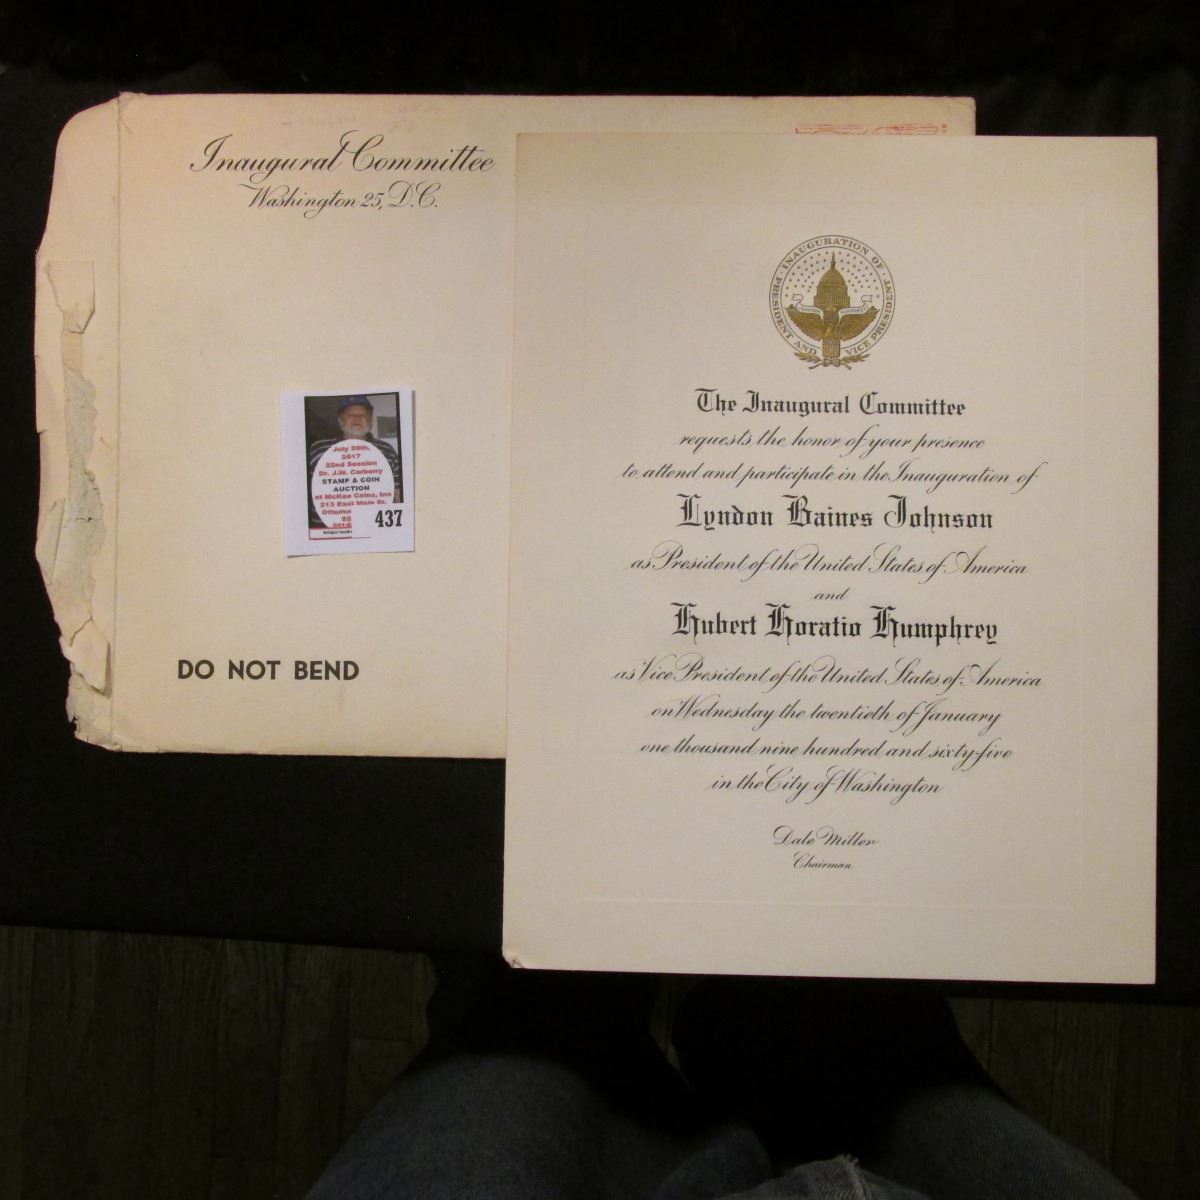 Inaugural Committee
Washington 25, D.C.
DO NOT BEND
July 30th,
2017
22nd Session
Dr. J.W. Carberry
STAMP & COIN
AUCTION
at McKee Coins, Inc
213 East Main St.
Ottumw
52
437
INAUGURATION OF
PRESIDENT AND VICE PRESIDENT
The Inaugural Committee
requests the honor of your presence
to attend and participate in the Inauguration of
Lyndon Baines Johnson
as President of the United States of America
and
Hubert Horatio Humphrey
as Vice President of the United States of America
on Wednesday the twentieth of January
one thousand nine hundred and sixty-five
in the City of Washington
Dale Miller
Chairman